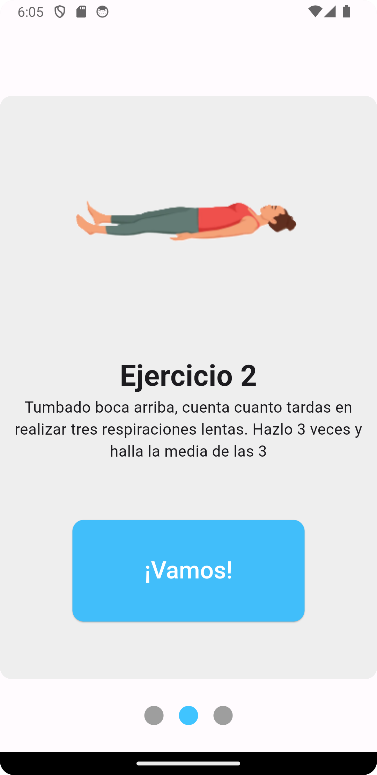 6:05
Ejercicio 2
Tumbado boca arriba, cuenta cuanto tardas en
realizar tres respiraciones lentas. Hazlo 3 veces y
halla la media de las 3
¡Vamos!